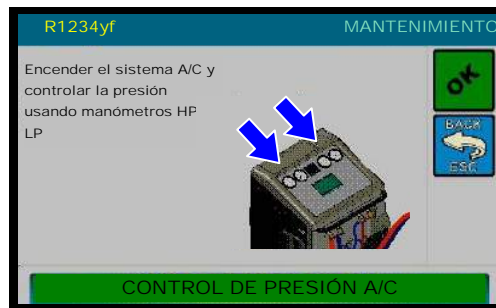 R1234yf
MANTENIMIENTO
Encender el sistema A/C y
controlar la presión
usando manómetros HP
LP
OK
BACK
ESC
CONTROL DE PRESIÓN A/C